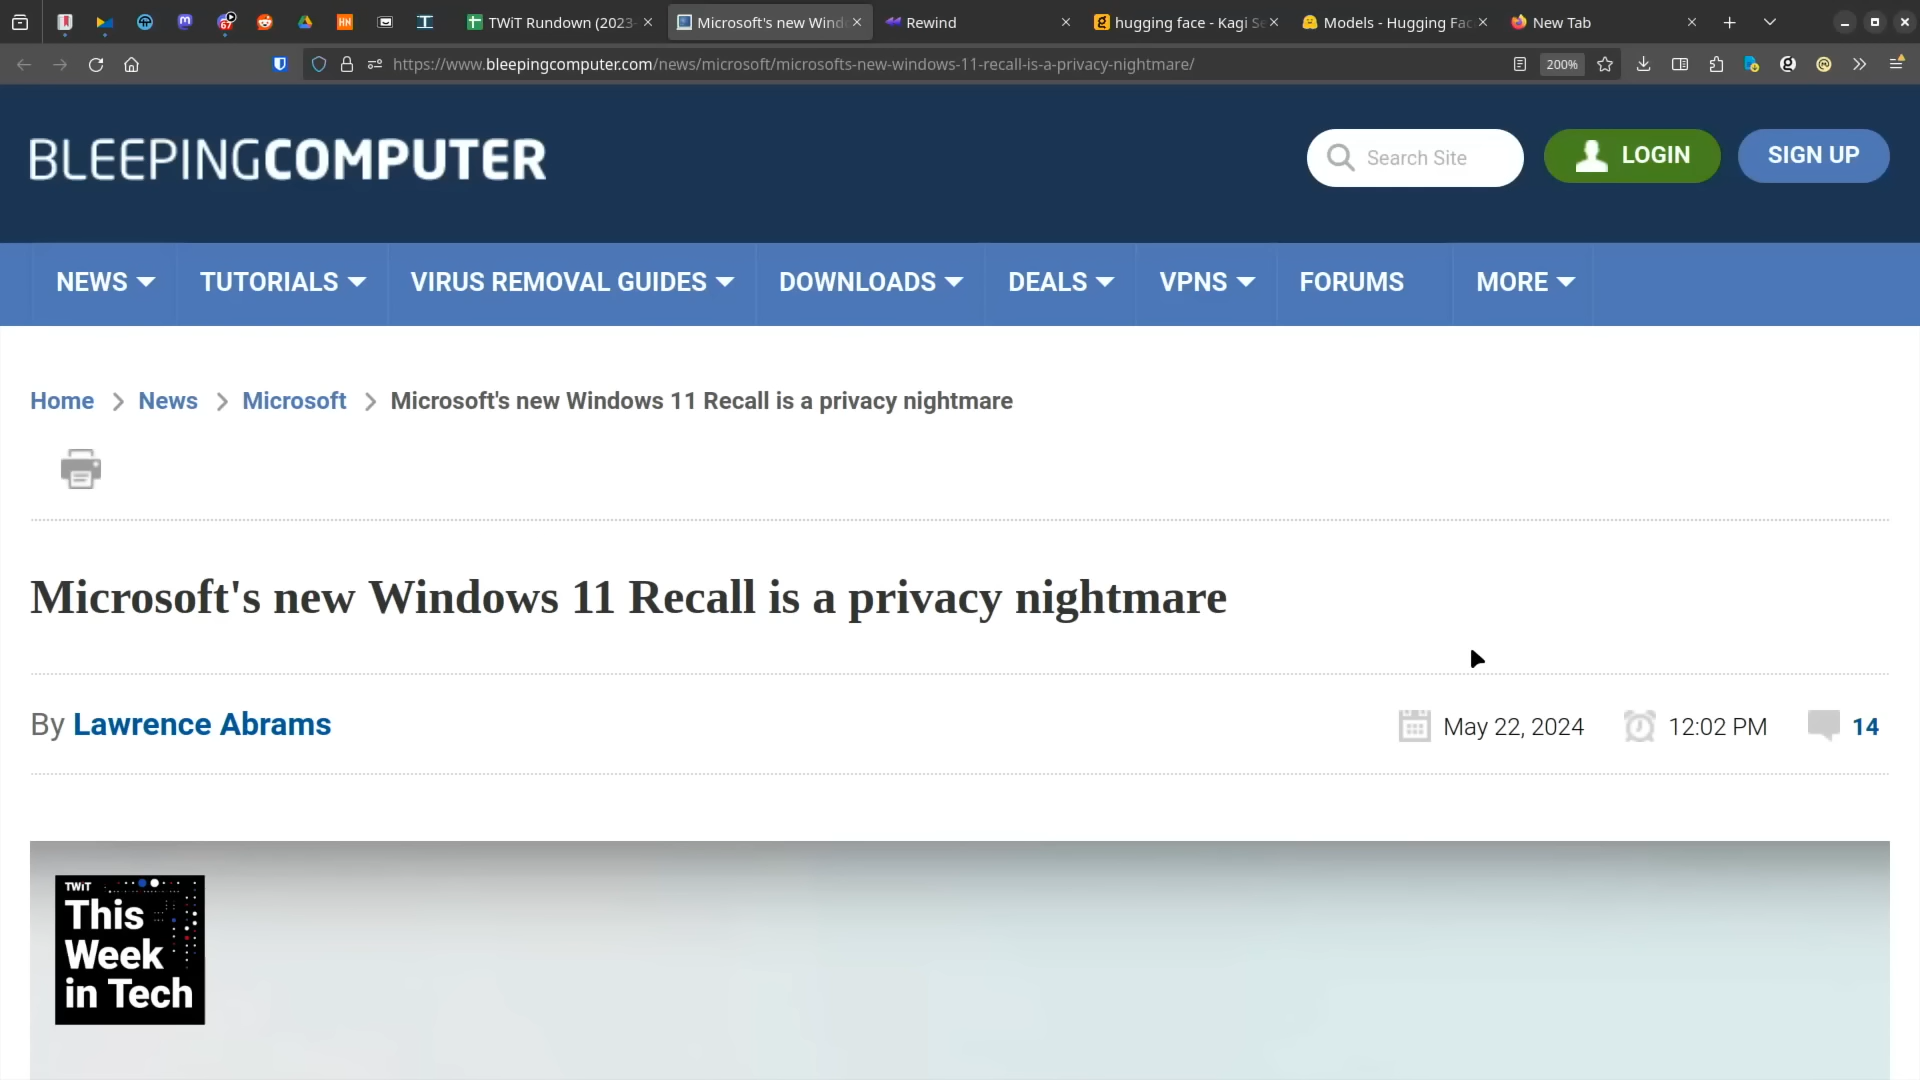 TWiT Rundown (2023-
Microsoft's new Wind
Rewind
hugging face - Kagi Se
Models - Hugging Fac
New Tab
https://www.bleepingcomputer.com/news/microsoft/microsofts-new-windows-11-recall-is-a-privacy-nightmare/
200%
BLEEPINGCOMPUTER
Search Site
LOGIN
SIGN UP
NEWS
TUTORIALS
VIRUS REMOVAL GUIDES
DOWNLOADS
DEALS
VPNS
FORUMS
MORE
Home
News
Microsoft
Microsoft's new Windows 11 Recall is a privacy nightmare
Microsoft's new Windows 11 Recall is a privacy nightmare
By Lawrence Abrams
May 22, 2024
12:02 PM
14
TWiT
This
Week
in Tech